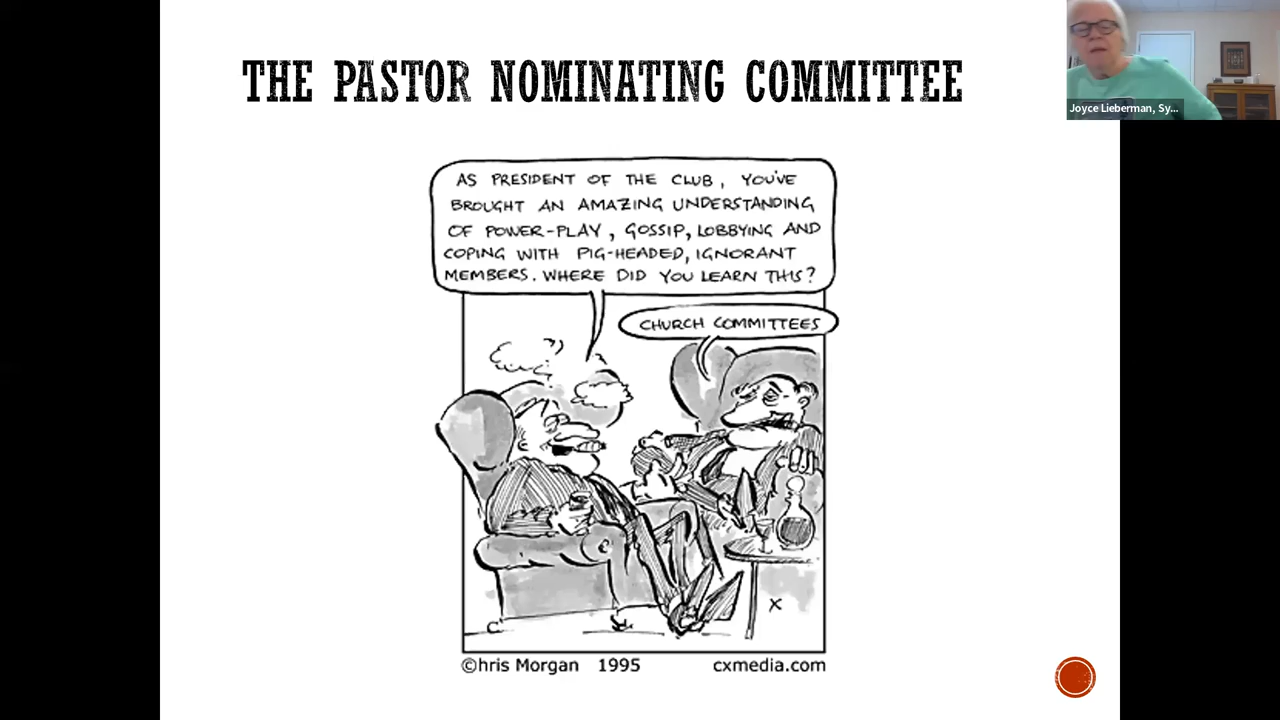 THE PASTOR NOMINATING COMMITTEE
Joyce Lieberman, Sy...
AS PRESIDENT OF THE CLUB, YOU'VE
BROUGHT AN AMAZING UNDERSTANDING
OF POWER-PLAY, GOSSIP, LOBBYING AND
COPING WITH PIG-HEADED, IGNORANT
MEMBERS. WHERE DID YOU LEARN THIS?
CHURCH COMMITTEES
X
©hris Morgan 1995 cxmedia.com